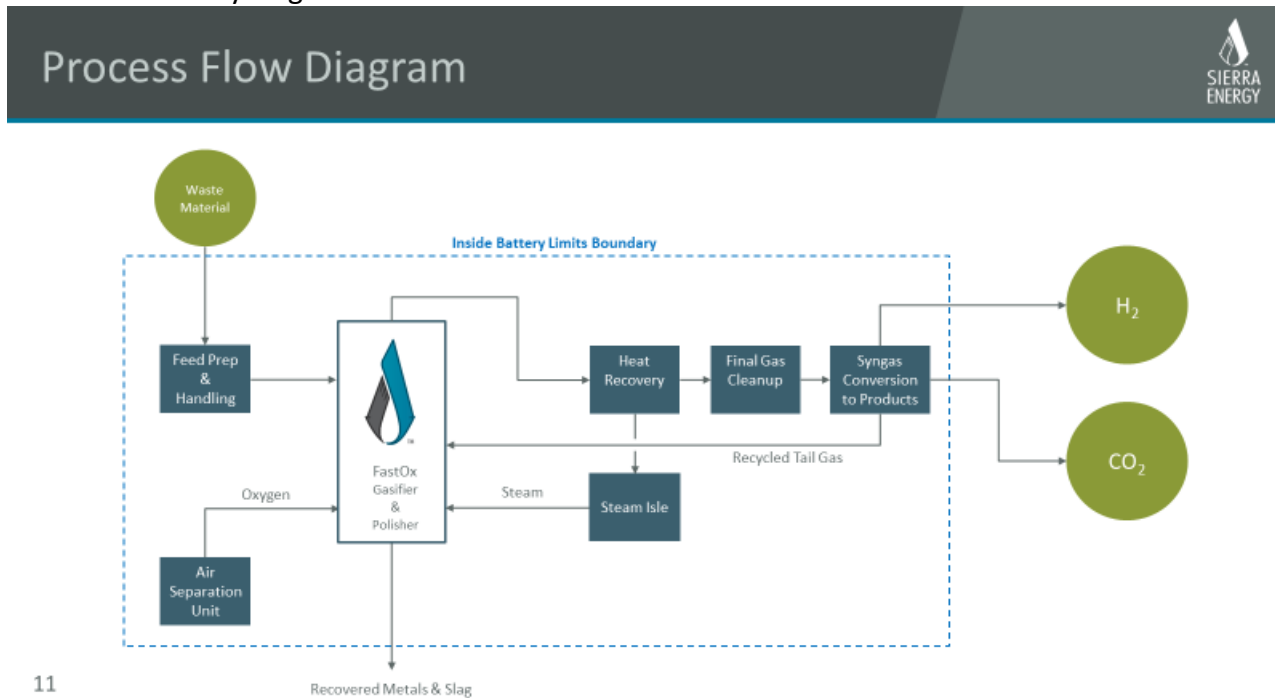 Process Flow Diagram
SIERRA
ENERGY
Waste
Material
Inside Battery Limits Boundary
H₂
Feed Prep
&
Handling
Heat
Recovery
Final Gas
Cleanup
Syngas
Conversion
to Products
Recycled Tail Gas
CO₂
FastOx
Gasifier
&
Polisher
TM
Oxygen
Steam
Steam Isle
Air
Separation
Unit
11
Recovered Metals & Slag